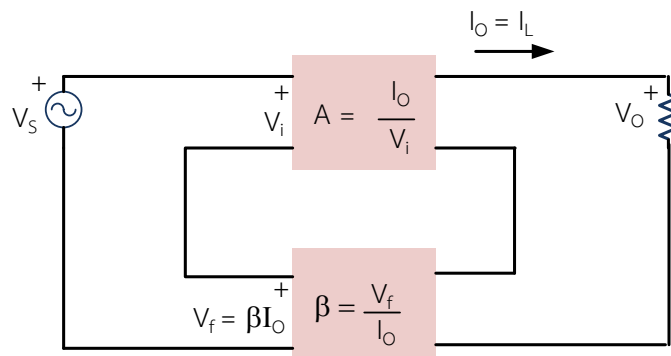 I_O = I_L
+
V_S
+
V_i
A = I_O / V_i
+
V_O
+
V_f = βI_O
β = V_f / I_O